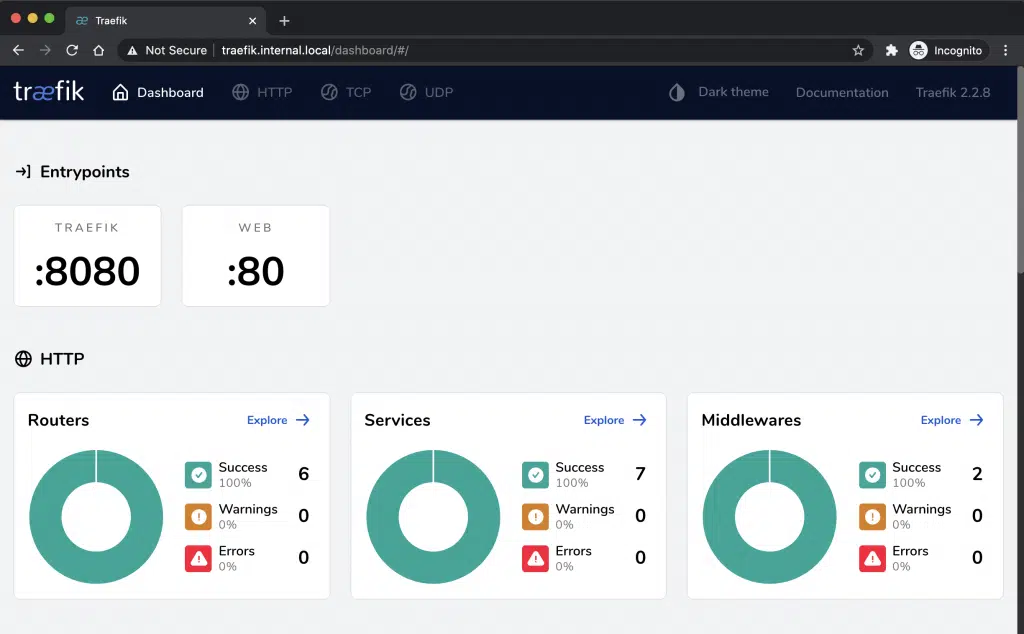 Traefik
Not Secure traefik.internal.local/dashboard/#/ Incognito
træfik Dashboard HTTP TCP UDP Dark theme Documentation Traefik 2.2.8
Entrypoints
TRAEFIK WEB
:8080 :80
HTTP
Routers Explore Services Explore Middlewares Explore
Success 6 Success 7 Success 2
100% 100% 100%
Warnings 0 Warnings 0 Warnings 0
0% 0% 0%
Errors 0 Errors 0 Errors 0
0% 0% 0%